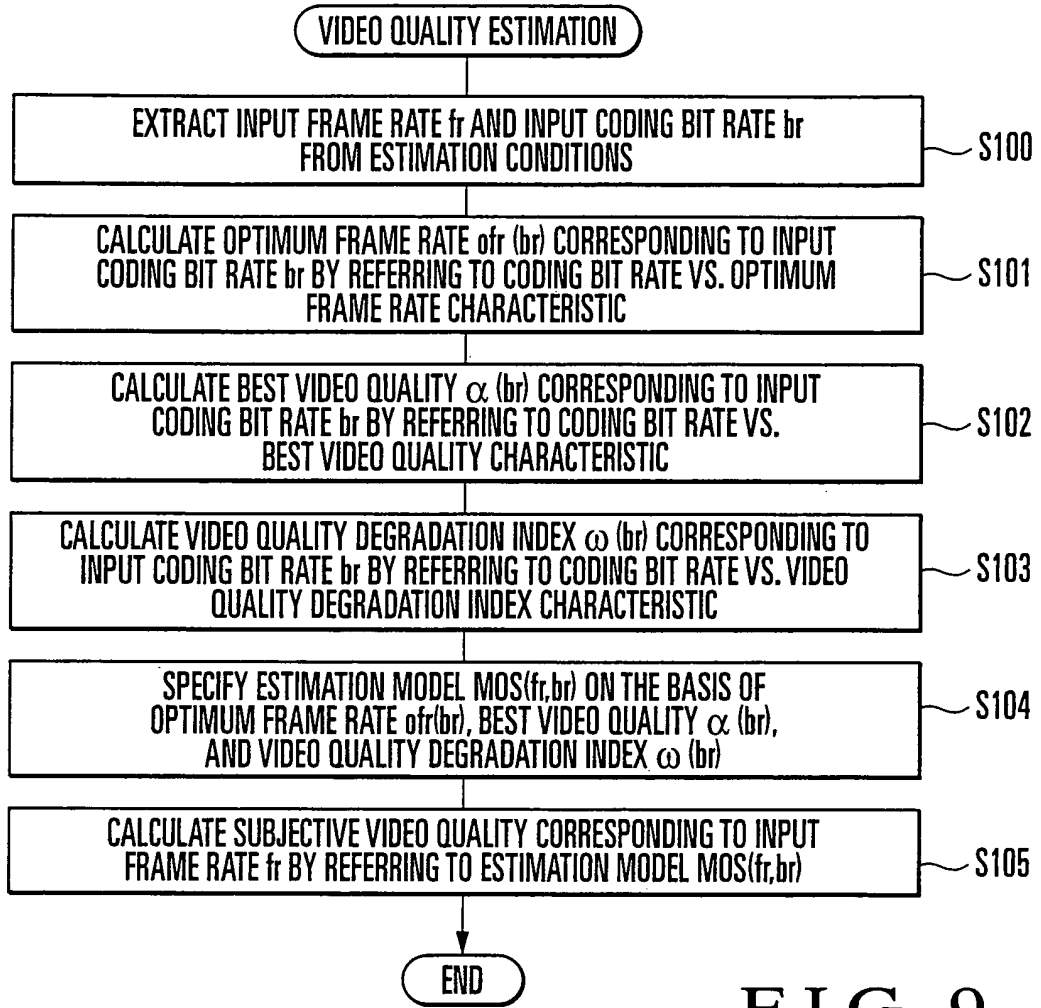 VIDEO QUALITY ESTIMATION
EXTRACT INPUT FRAME RATE fr AND INPUT CODING BIT RATE br
FROM ESTIMATION CONDITIONS
S100
CALCULATE OPTIMUM FRAME RATE ofr (br) CORRESPONDING TO INPUT
CODING BIT RATE br BY REFERRING TO CODING BIT RATE VS. OPTIMUM
FRAME RATE CHARACTERISTIC
S101
CALCULATE BEST VIDEO QUALITY α (br) CORRESPONDING TO INPUT
CODING BIT RATE br BY REFERRING TO CODING BIT RATE VS.
BEST VIDEO QUALITY CHARACTERISTIC
S102
CALCULATE VIDEO QUALITY DEGRADATION INDEX ω (br) CORRESPONDING TO
INPUT CODING BIT RATE br BY REFERRING TO CODING BIT RATE VS. VIDEO
QUALITY DEGRADATION INDEX CHARACTERISTIC
S103
SPECIFY ESTIMATION MODEL MOS(fr,br) ON THE BASIS OF
OPTIMUM FRAME RATE ofr(br), BEST VIDEO QUALITY α (br),
AND VIDEO QUALITY DEGRADATION INDEX ω (br)
S104
CALCULATE SUBJECTIVE VIDEO QUALITY CORRESPONDING TO INPUT
FRAME RATE fr BY REFERRING TO ESTIMATION MODEL MOS(fr,br)
S105
END
FIG. 9